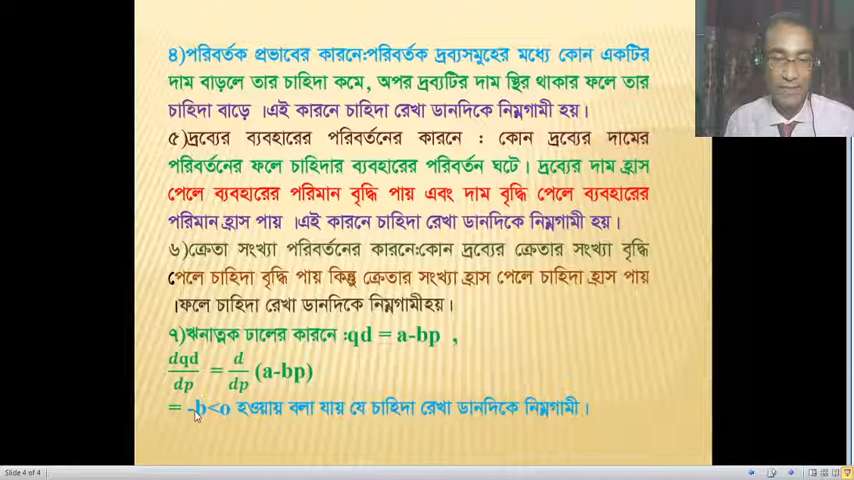 ৪)পরিবর্তক প্রভাবের কারনে:পরিবর্তক দ্রব্যসমুহের মধ্যে কোন একটির
দাম বাড়লে তার চাহিদা কমে, অপর দ্রব্যটির দাম স্থির থাকার ফলে তার
চাহিদা বাড়ে ।এই কারনে চাহিদা রেখা ডানদিকে নিম্নগামী হয়।
৫)দ্রব্যের ব্যবহারের পরিবর্তনের কারনে : কোন দ্রব্যের দামের
পরিবর্তনের ফলে চাহিদার ব্যবহারের পরিবর্তন ঘটে। দ্রব্যের দাম হ্রাস
পেলে ব্যবহারের পরিমান বৃদ্ধি পায় এবং দাম বৃদ্ধি পেলে ব্যবহারের
পরিমান হ্রাস পায় ।এই কারনে চাহিদা রেখা ডানদিকে নিম্নগামী হয়।
৬)ক্রেতা সংখ্যা পরিবর্তনের কারনে:কোন দ্রব্যের ক্রেতার সংখ্যা বৃদ্ধি
পেলে চাহিদা বৃদ্ধি পায় কিন্তু ক্রেতার সংখ্যা হ্রাস পেলে চাহিদা হ্রাস পায়
।ফলে চাহিদা রেখা ডানদিকে নিম্নগামীহয়।
৭)ঋনাত্নক ঢালের কারনে :qd = a-bp ,
dqd/dp = d/dp (a-bp)
= -b<o হওয়ায় বলা যায় যে চাহিদা রেখা ডানদিকে নিম্নগামী।
Slide 4 of 4